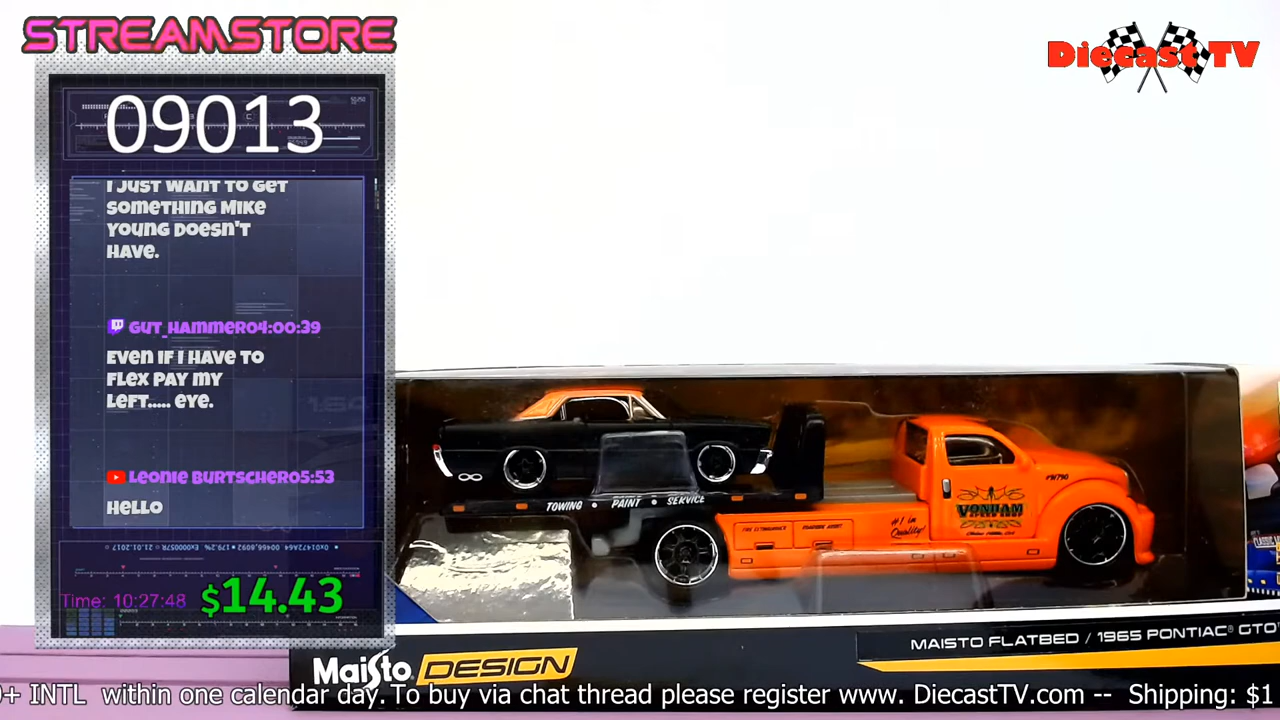 STREAMSTORE
Diecast TV
09013
I just want to get
something Mike
Young doesn't
have.
Gut_Hammer04:00:39
Even if I have to
flex pay my
left..... eye.
Leonie Burtscher05:53
Hello
Time: 10:27:48
$14.43
TOWING • PAINT • SERVICE
VONHAM
#1 in
Quality!
Maisto DESIGN
MAISTO FLATBED / 1965 PONTIAC® GTO
0+ INTL within one calendar day. To buy via chat thread please register www. DiecastTV.com -- Shipping: $1